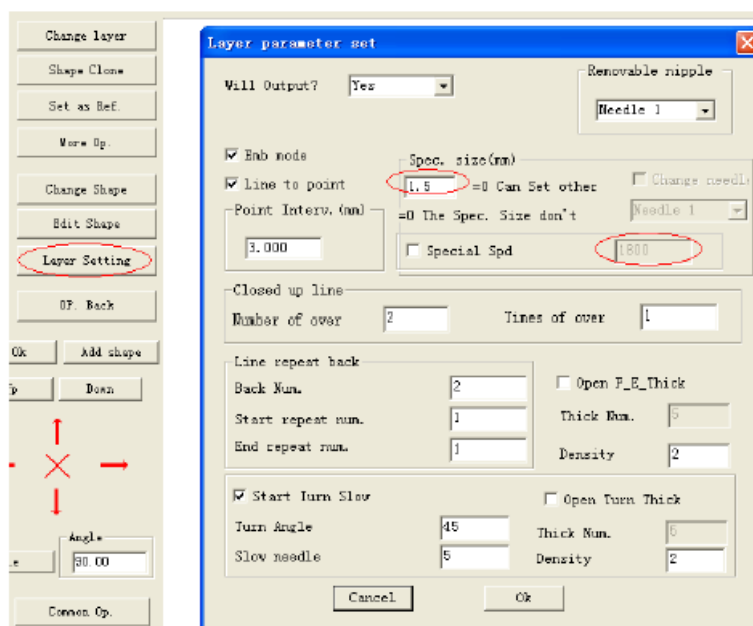 Change layer
Shape Clone
Set as Ref.
More Op.
Change Shape
Edit Shape
Layer Setting
OP. Back
Ok Add shape
Down
Angle
90.00
Common Op.
Layer parameter set
Will Output? Yes
Removable nipple
Needle 1
Emb mode
Line to point
Point Interv.(mm)
3.000
Spec. size(mm)
1.5 =0 Can Set other
=0 The Spec. Size don't
Change needl
Needle 1
Special Spd 1800
Closed up line
Number of over 2 Times of over 1
Line repeat back
Back Num. 2
Start repeat num. 1
End repeat num. 1
Open P_E_Thick
Thick Num. 5
Density 2
Start Turn Slow
Turn Angle 45
Slow needle 5
Open Turn Thick
Thick Num. 6
Density 2
Cancel Ok